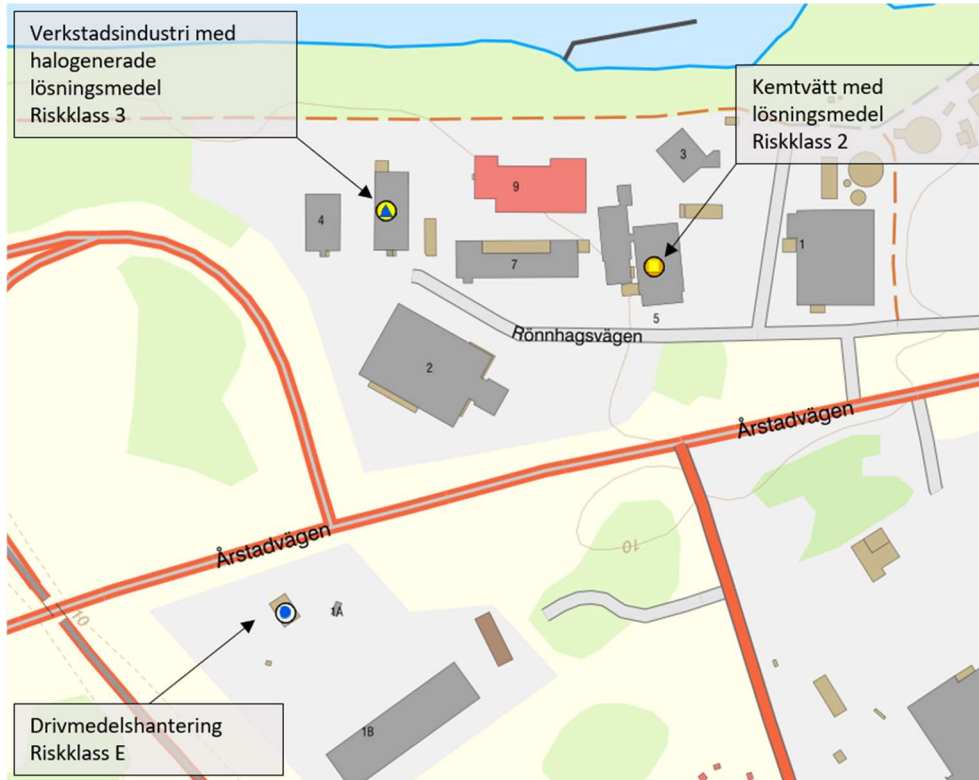 Verkstadsindustri med
halogenerade
lösningsmedel
Riskklass 3
Kemtvätt med
lösningsmedel
Riskklass 2
3
9
4
1
7
5
Rönnhagsvägen
2
Årstadvägen
Årstadvägen
10
10
1A
1B
Drivmedelshantering
Riskklass E